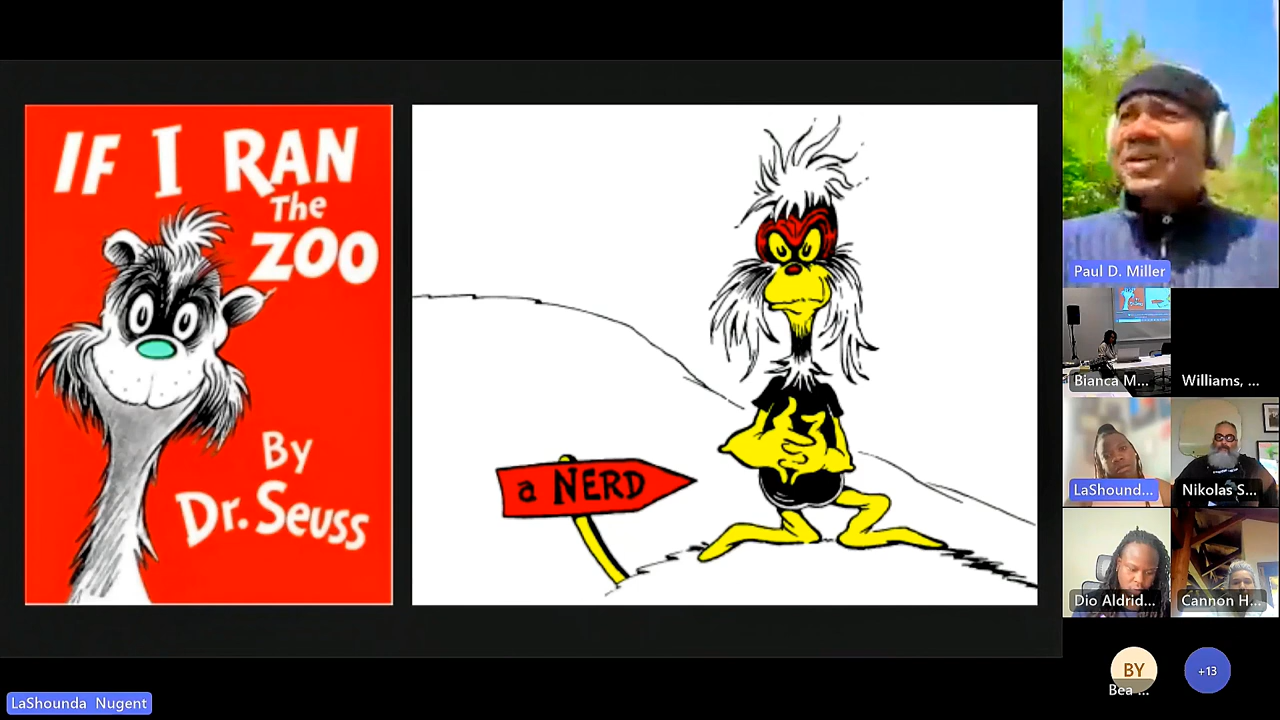 IF I RAN
The
ZOO
By
Dr. Seuss
a NERD
Paul D. Miller
Bianca M...
Williams, ...
LaShound...
Nikolas S...
Dio Aldrid...
Cannon H...
BY
Bea ...
+13
LaShounda Nugent